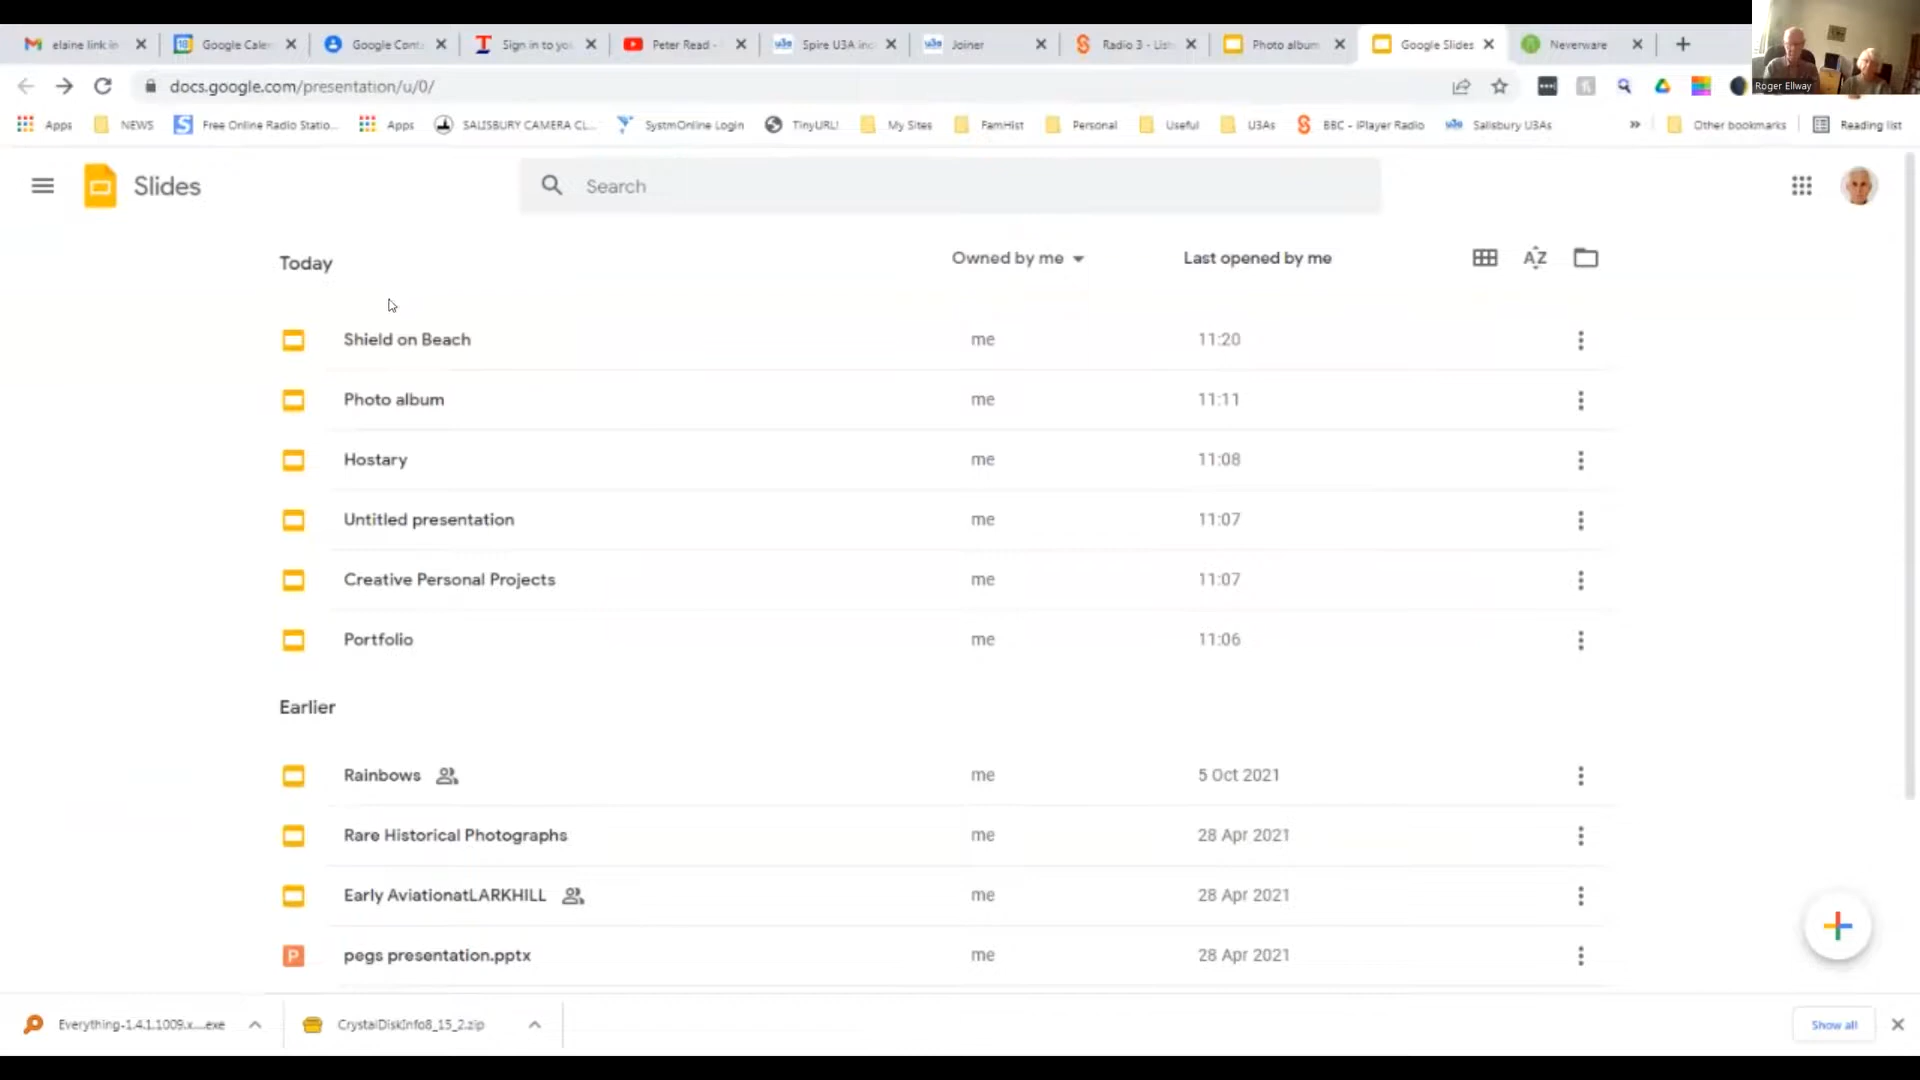 elaine link in Google Cale Google Cont Sign in to yo Peter Read - Spire U3A inc Joiner Radio 3 - List Photo album Google Slides Neverware
docs.google.com/presentation/u/0/
Roger Ellway
Apps NEWS Free Online Radio Statio... Apps SALISBURY CAMERA CL... SystmOnline Login TinyURL! My Sites FamHist Personal Useful U3As BBC - iPlayer Radio Salisbury U3As » Other bookmarks Reading list
Slides
Search
Today Owned by me Last opened by me AZ
Shield on Beach me 11:20
Photo album me 11:11
Hostary me 11:08
Untitled presentation me 11:07
Creative Personal Projects me 11:07
Portfolio me 11:06
Earlier
Rainbows me 5 Oct 2021
Rare Historical Photographs me 28 Apr 2021
Early AviationatLARKHILL me 28 Apr 2021
P pegs presentation.pptx me 28 Apr 2021
Everything-1.4.1.1009.x....exe CrystalDiskInfo8_15_2.zip Show all